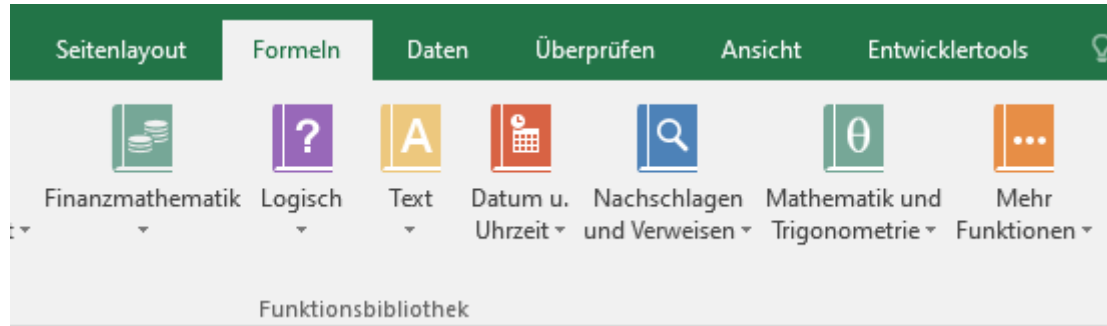 Seitenlayout Formeln Daten Überprüfen Ansicht Entwicklertools
Finanzmathematik Logisch Text Datum u. Nachschlagen Mathematik und Mehr
Uhrzeit und Verweisen Trigonometrie Funktionen
Funktionsbibliothek